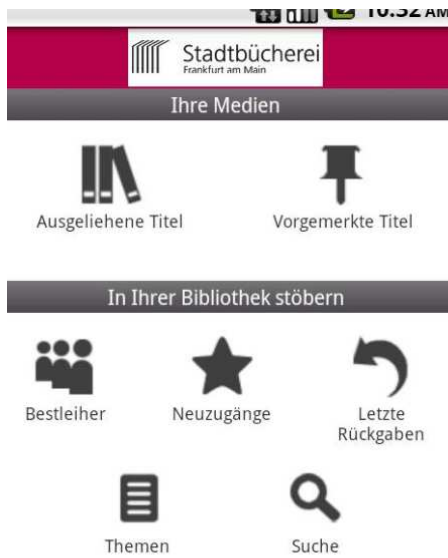 10:32 AM
Stadtbücherei
Frankfurt am Main
Ihre Medien
Ausgeliehene Titel
Vorgemerkte Titel
In Ihrer Bibliothek stöbern
Bestleiher
Neuzugänge
Letzte
Rückgaben
Themen
Suche